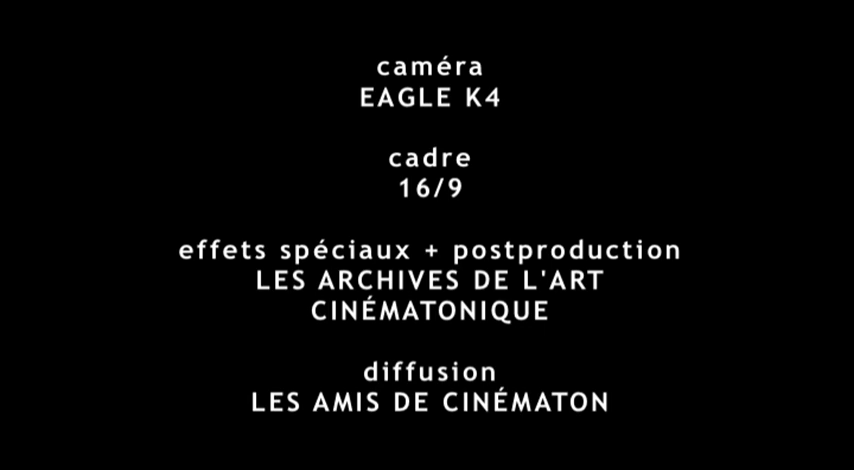 caméra
EAGLE K4
cadre
16/9
effets spéciaux + postproduction
LES ARCHIVES DE L'ART
CINÉMATONIQUE
diffusion
LES AMIS DE CINÉMATON